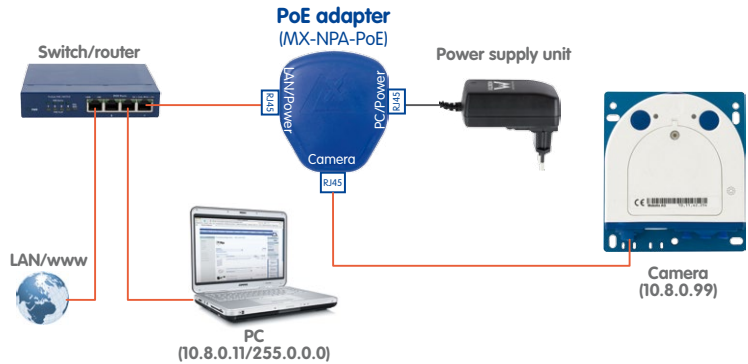 PoE adapter
(MX-NPA-PoE)
Switch/router
Power supply unit
RJ45
LAN/Power
PC/Power
RJ45
Camera
RJ45
LAN/www
PC
(10.8.0.11/255.0.0.0)
Camera
(10.8.0.99)